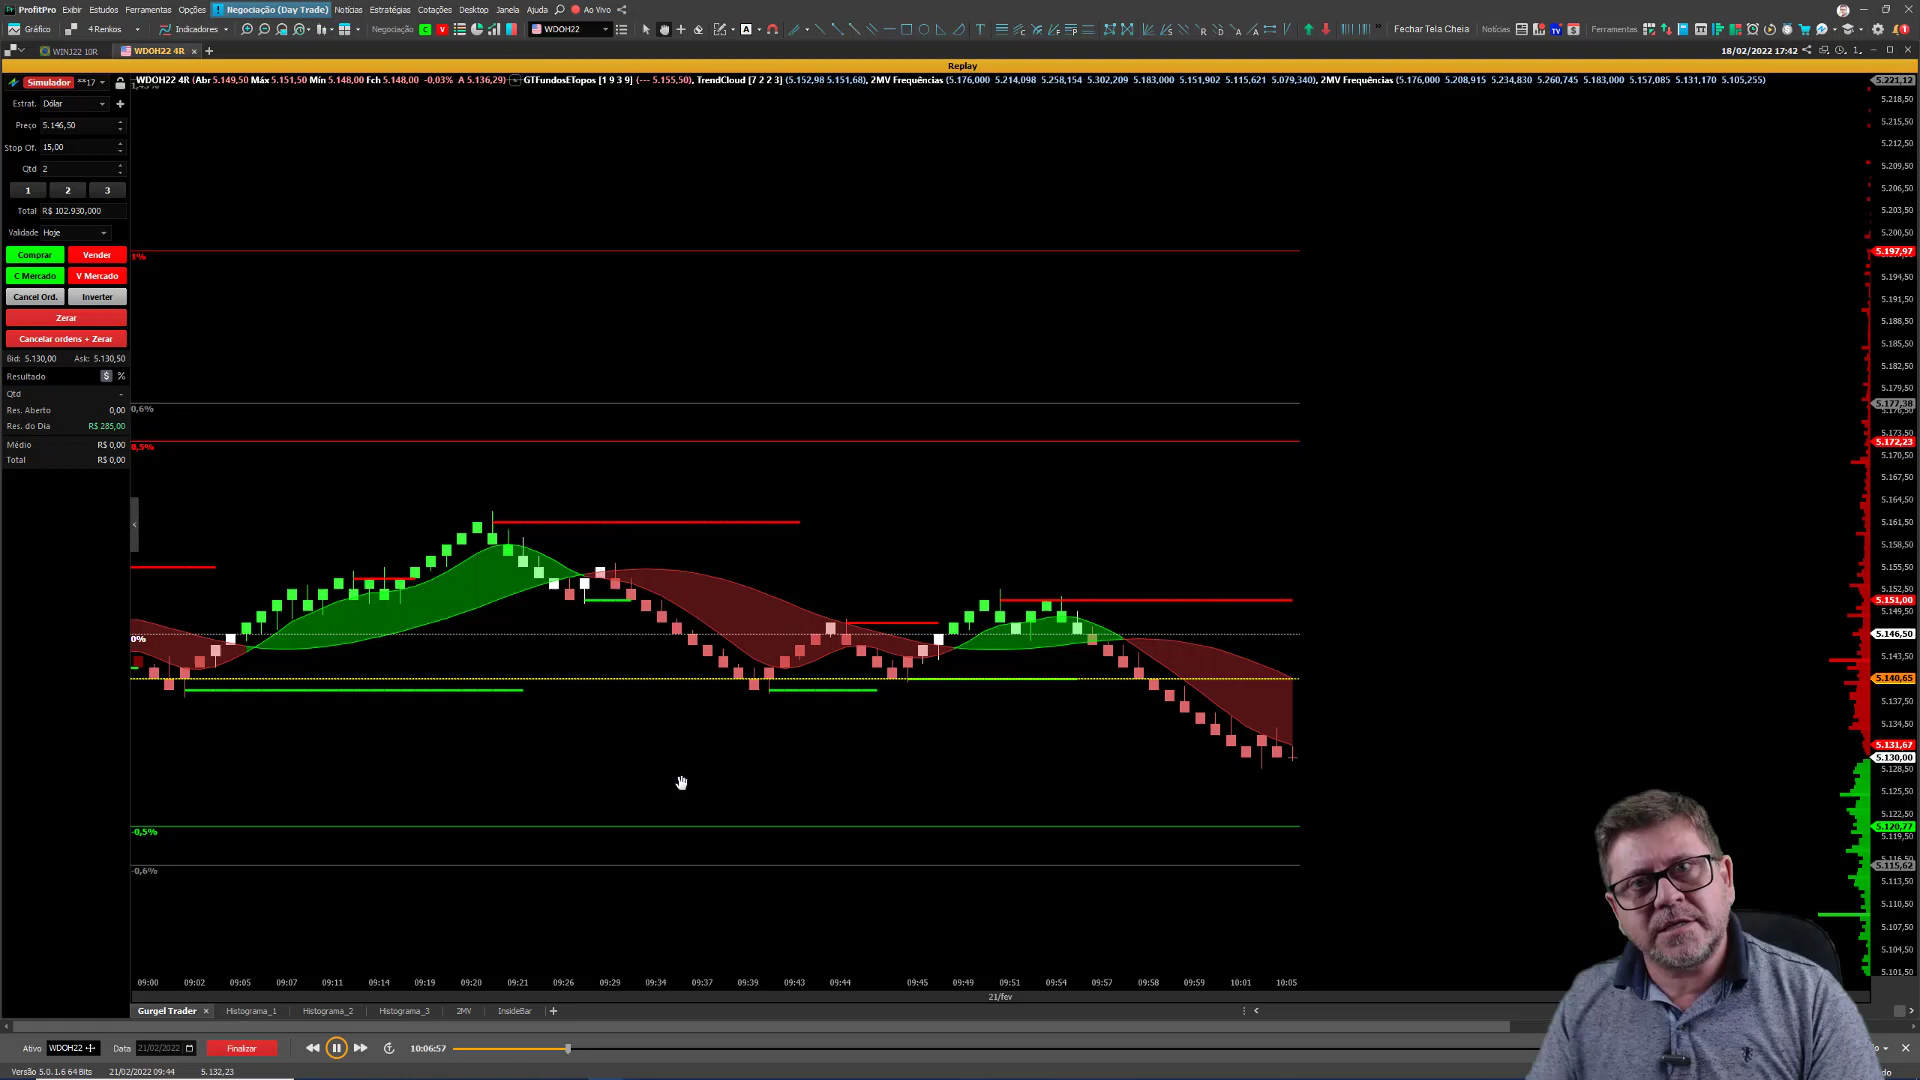 ProfitPro Exibir Estudos Ferramentas Opções Negociação (Day Trade) Notícias Estratégias Cotações Desktop Janela Ajuda Ao Vivo
Gráfico 4 Renkos Indicadores Negociação C V WDOH22 Fechar Tela Cheia Notícias Ferramentas
WINJ22 10R WDOH22 4R 18/02/2022 17:42
Replay
Simulador **17
WDOH22 4R (Abr 5.149,50 Máx 5.151,50 Mín 5.148,00 Fch 5.148,00 -0,03% A 5.136,29) GTFundosETopos [1 9 3 9] (--- 5.155,50), TrendCloud [7 2 2 3] (5.152,98 5.151,68), 2MV Frequências (5.176,000 5.214,098 5.258,154 5.302,209 5.183,000 5.151,902 5.115,621 5.079,340), 2MV Frequências (5.176,000 5.208,915 5.234,830 5.260,745 5.183,000 5.157,085 5.131,170 5.105,255)
Estrat. Dólar
Preço 5.146,50
Stop Of. 15,00
Qtd 2
1 2 3
Total R$ 102.930,000
Validade Hoje
Comprar Vender
C Mercado V Mercado
Cancel Ord. Inverter
Zerar
Cancelar ordens + Zerar
Bid: 5.130,00 Ask: 5.130,50
Resultado $ %
Qtd -
Res. Aberto 0,00
Res. do Dia R$ 285,00
Médio R$ 0,00
Total R$ 0,00
1%
0,6%
0,5%
0%
-0,5%
-0,6%
5.221,12
5.218,50
5.215,50
5.212,50
5.209,50
5.206,50
5.203,50
5.200,50
5.197,97
5.194,50
5.191,50
5.188,50
5.185,50
5.182,50
5.179,50
5.177,38
5.176,50
5.173,50
5.172,23
5.170,50
5.167,50
5.164,50
5.161,50
5.158,50
5.155,50
5.152,50
5.151,00
5.149,50
5.146,50
5.143,50
5.140,65
5.137,50
5.134,50
5.131,67
5.130,00
5.128,50
5.125,50
5.122,50
5.120,77
5.119,50
5.116,50
5.115,62
5.113,50
5.110,50
5.107,50
5.104,50
5.101,50
09:00 09:02 09:05 09:07 09:11 09:14 09:19 09:20 09:21 09:26 09:29 09:34 09:37 09:43 09:44 09:45 09:49 09:51 09:54 09:57 09:58 09:59 10:01 10:05
21/fev
Gurgel Trader Histograma_1 Histograma_2 Histograma_3 2MV InsideBar
Ativo WDOH22 Data 21/02/2022 Finalizar 10:06:57
Versão 5.0.1.6 64 Bits 21/02/2022 09:44 5.132,23